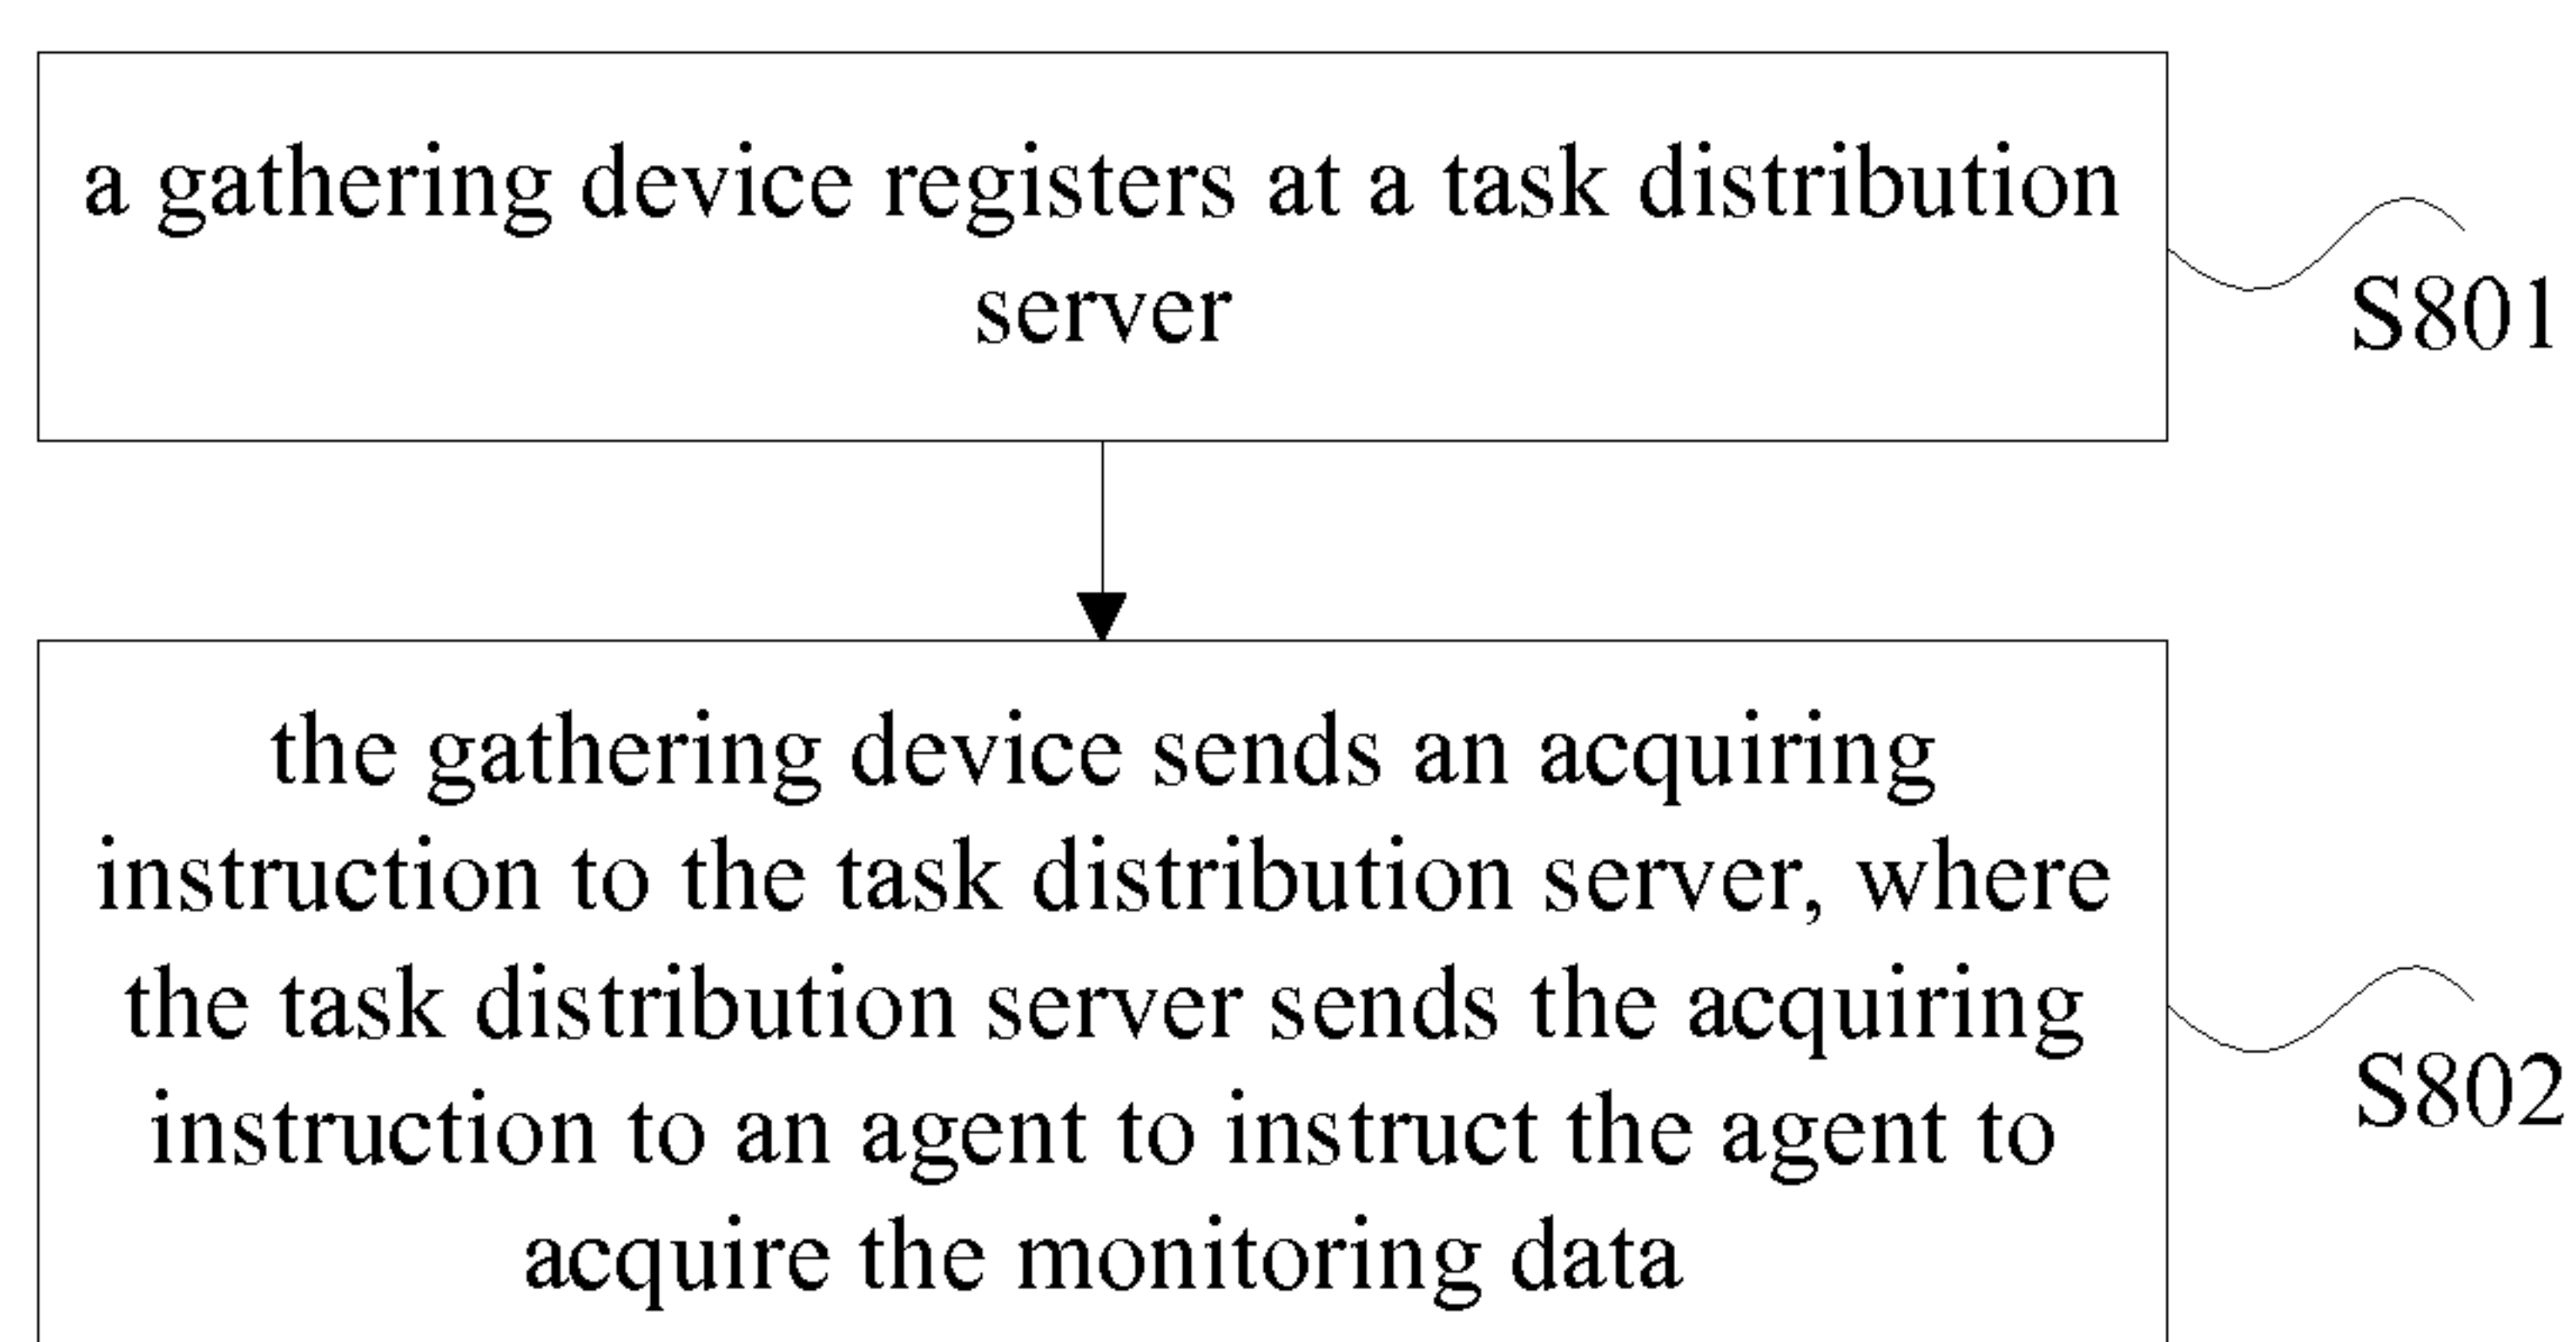 a gathering device registers at a task distribution
server
S801
the gathering device sends an acquiring
instruction to the task distribution server, where
the task distribution server sends the acquiring
instruction to an agent to instruct the agent to
acquire the monitoring data
S802